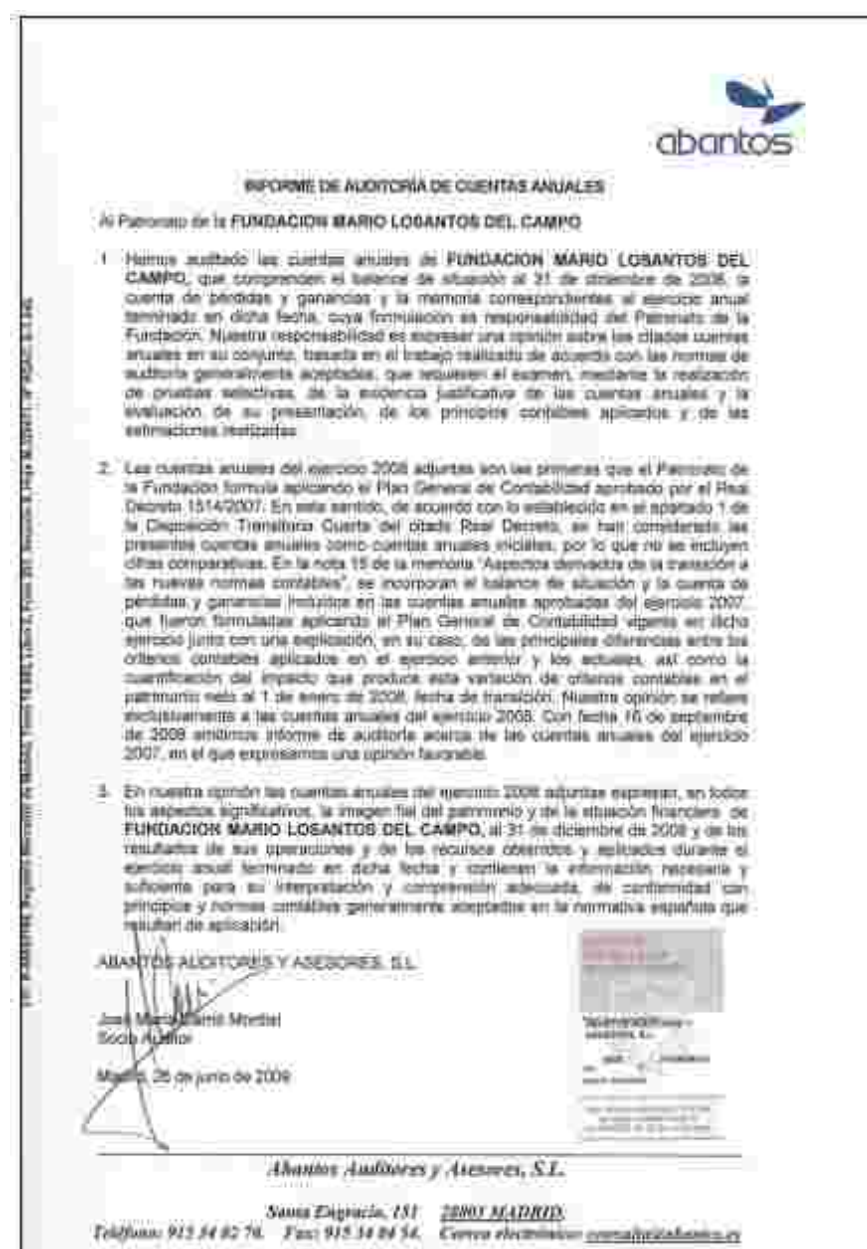 abantos
INFORME DE AUDITORÍA DE CUENTAS ANUALES
Al Patronato de la FUNDACION MARIO LOSANTOS DEL CAMPO
1. Hemos auditado las cuentas anuales de FUNDACION MARIO LOSANTOS DEL
CAMPO, que comprenden el balance de situación al 31 de diciembre de 2008, la
cuenta de pérdidas y ganancias y la memoria correspondientes al ejercicio anual
terminado en dicha fecha, cuya formulación es responsabilidad del Patronato de la
Fundación. Nuestra responsabilidad es expresar una opinión sobre las citadas cuentas
anuales en su conjunto, basada en el trabajo realizado de acuerdo con las normas de
auditoría generalmente aceptadas, que requieren el examen, mediante la realización
de pruebas selectivas, de la evidencia justificativa de las cuentas anuales y la
evaluación de su presentación, de los principios contables aplicados y de las
estimaciones realizadas.
2. Las cuentas anuales del ejercicio 2008 adjuntas son las primeras que el Patronato de
la Fundación formula aplicando el Plan General de Contabilidad aprobado por el Real
Decreto 1514/2007. En este sentido, de acuerdo con lo establecido en el apartado 1 de
la Disposición Transitoria Cuarta del citado Real Decreto, se han considerado las
presentes cuentas anuales como cuentas anuales iniciales, por lo que no se incluyen
cifras comparativas. En la nota 15 de la memoria "Aspectos derivados de la transición a
las nuevas normas contables", se incorporan el balance de situación y la cuenta de
pérdidas y ganancias incluidos en las cuentas anuales aprobadas del ejercicio 2007,
que fueron formuladas aplicando el Plan General de Contabilidad vigente en dicho
ejercicio junto con una explicación, en su caso, de las principales diferencias entre los
criterios contables aplicados en el ejercicio anterior y los actuales, así como la
cuantificación del impacto que produce esta variación de criterios contables en el
patrimonio neto al 1 de enero de 2008, fecha de transición. Nuestra opinión se refiere
exclusivamente a las cuentas anuales del ejercicio 2008. Con fecha 16 de septiembre
de 2008 emitimos informe de auditoría acerca de las cuentas anuales del ejercicio
2007, en el que expresamos una opinión favorable.
3. En nuestra opinión las cuentas anuales del ejercicio 2008 adjuntas expresan, en todos
los aspectos significativos, la imagen fiel del patrimonio y de la situación financiera de
FUNDACION MARIO LOSANTOS DEL CAMPO, al 31 de diciembre de 2008 y de los
resultados de sus operaciones y de los recursos obtenidos y aplicados durante el
ejercicio anual terminado en dicha fecha y contienen la información necesaria y
suficiente para su interpretación y comprensión adecuada, de conformidad con
principios y normas contables generalmente aceptados en la normativa española que
resultan de aplicación.
ABANTOS AUDITORES Y ASESORES, S.L.
José María
Socio Auditor
Madrid, 26 de junio de 2009
Abantos Auditores y Asesores, S.L.
Santa Engracia, 151 28003 MADRID.
Teléfono: 915 34 82 76. Fax: 915 34 84 54. Correo electrónico: